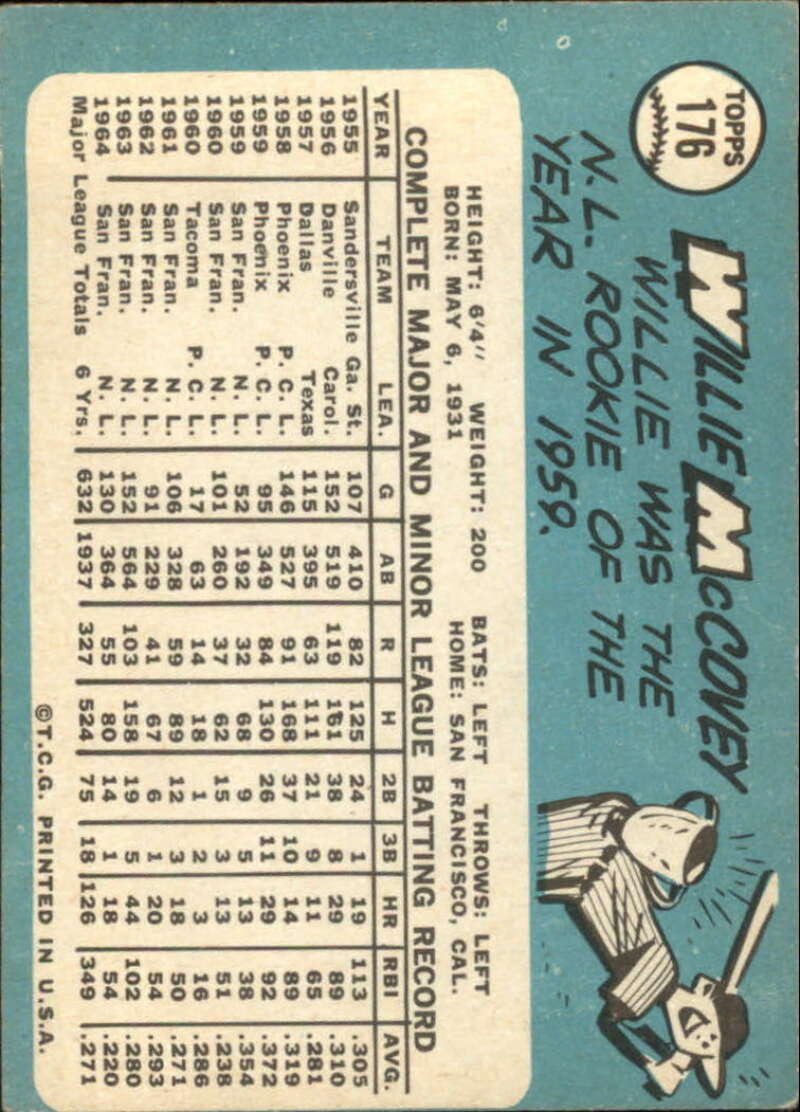 TOPPS
176
WILLIE McCOVEY
WILLIE WAS THE
N.L. ROOKIE OF THE
YEAR IN 1959.
HEIGHT: 6'4" WEIGHT: 200 BATS: LEFT THROWS: LEFT
BORN: MAY 6, 1931 HOME: SAN FRANCISCO, CAL.
COMPLETE MAJOR AND MINOR LEAGUE BATTING RECORD
YEAR TEAM LEA. G AB R H 2B 3B HR RBI AVG.
1955 Sandersville Ga. St. 107 410 82 125 24 1 19 113 .305
1956 Danville Carol. 152 519 119 161 38 8 29 89 .310
1957 Dallas Texas 115 395 63 111 21 9 11 65 .281
1958 Phoenix P.C.L. 146 527 91 168 37 10 14 89 .319
1959 Phoenix P.C.L. 95 349 84 130 26 11 29 92 .372
1959 San Fran. N.L. 52 192 32 68 9 5 13 38 .354
1960 San Fran. N.L. 101 260 37 62 15 3 13 51 .238
1960 Tacoma P.C.L. 17 63 14 18 1 2 3 16 .286
1961 San Fran. N.L. 106 328 59 89 12 3 18 50 .271
1962 San Fran. N.L. 91 229 41 67 6 1 20 54 .293
1963 San Fran. N.L. 152 564 103 158 19 5 44 102 .280
1964 San Fran. N.L. 130 364 55 80 14 1 18 54 .220
Major League Totals 6 Yrs. 632 1937 327 524 75 18 126 349 .271
©T.C.G. PRINTED IN U.S.A.